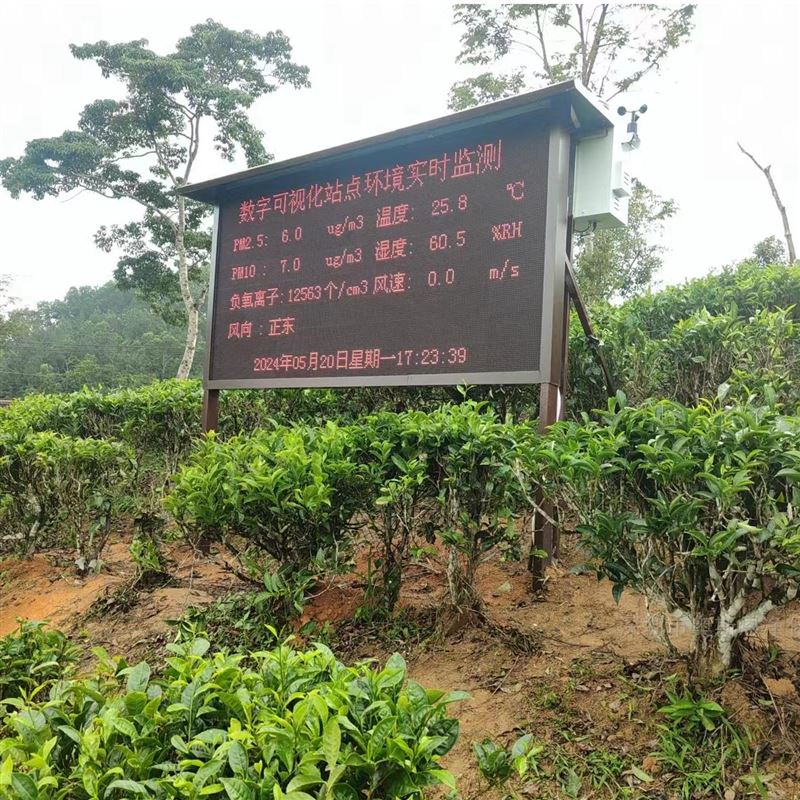 数字可视化站点环境实时监测
PM2.5: 6.0 ug/m3 温度: 25.8 ℃
PM10: 7.0 ug/m3 湿度: 60.5 %RH
负氧离子:12563个/cm3 风速: 0.0 m/s
风向:正东
2024年05月20日星期一17:23:39